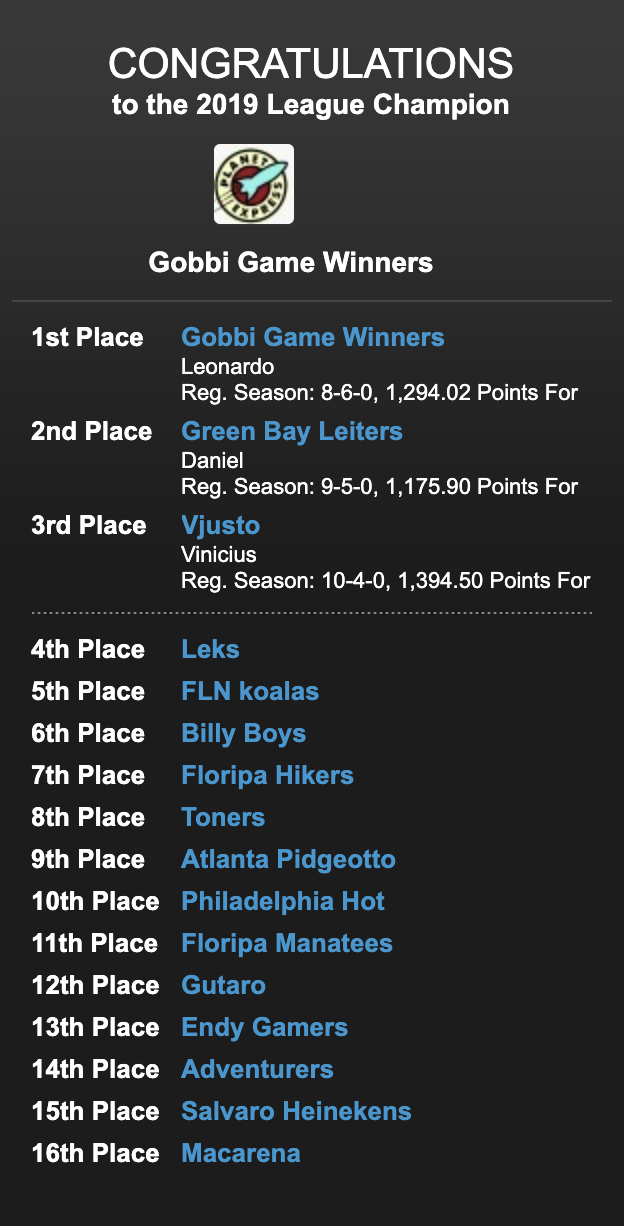 CONGRATULATIONS
to the 2019 League Champion
PLANET
EXPRESS
Gobbi Game Winners
1st Place Gobbi Game Winners
Leonardo
Reg. Season: 8-6-0, 1,294.02 Points For
2nd Place Green Bay Leiters
Daniel
Reg. Season: 9-5-0, 1,175.90 Points For
3rd Place Vjusto
Vinicius
Reg. Season: 10-4-0, 1,394.50 Points For
4th Place Leks
5th Place FLN koalas
6th Place Billy Boys
7th Place Floripa Hikers
8th Place Toners
9th Place Atlanta Pidgeotto
10th Place Philadelphia Hot
11th Place Floripa Manatees
12th Place Gutaro
13th Place Endy Gamers
14th Place Adventurers
15th Place Salvaro Heinekens
16th Place Macarena